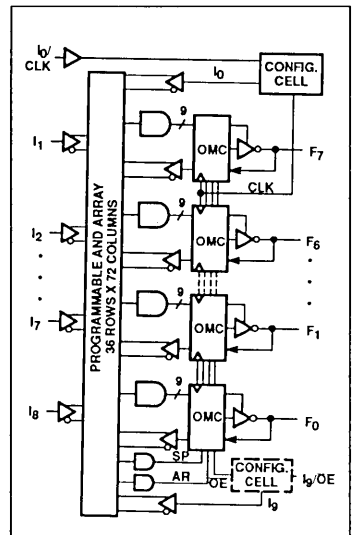 I0/
CLK
I0
CONFIG.
CELL
9
I1
OMC
F7
CLK
9
I2
OMC
F6
PROGRAMMABLE AND ARRAY
36 ROWS X 72 COLUMNS
9
I7
OMC
F1
9
I8
OMC
F0
SP
AR
OE
CONFIG.
CELL
I9/OE
I9